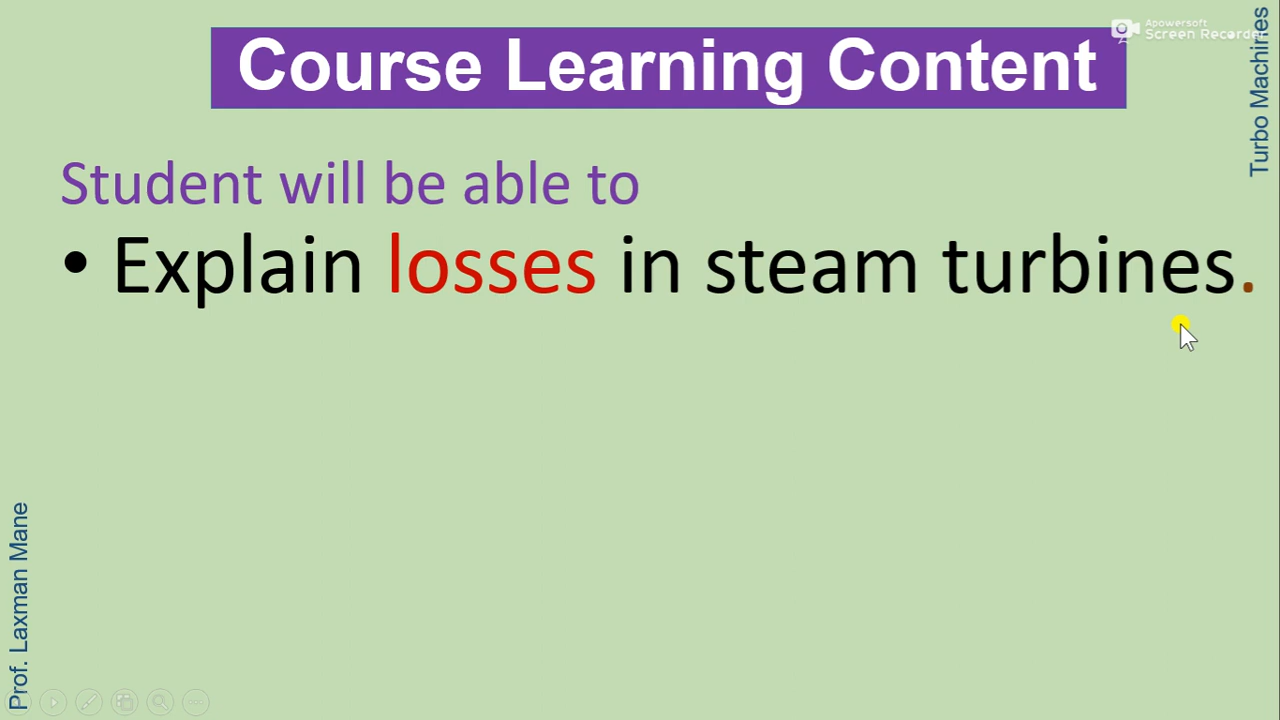 Course Learning Content
Apowersoft
Screen Recorder
Turbo Machines
Student will be able to
• Explain losses in steam turbines.
Prof. Laxman Mane